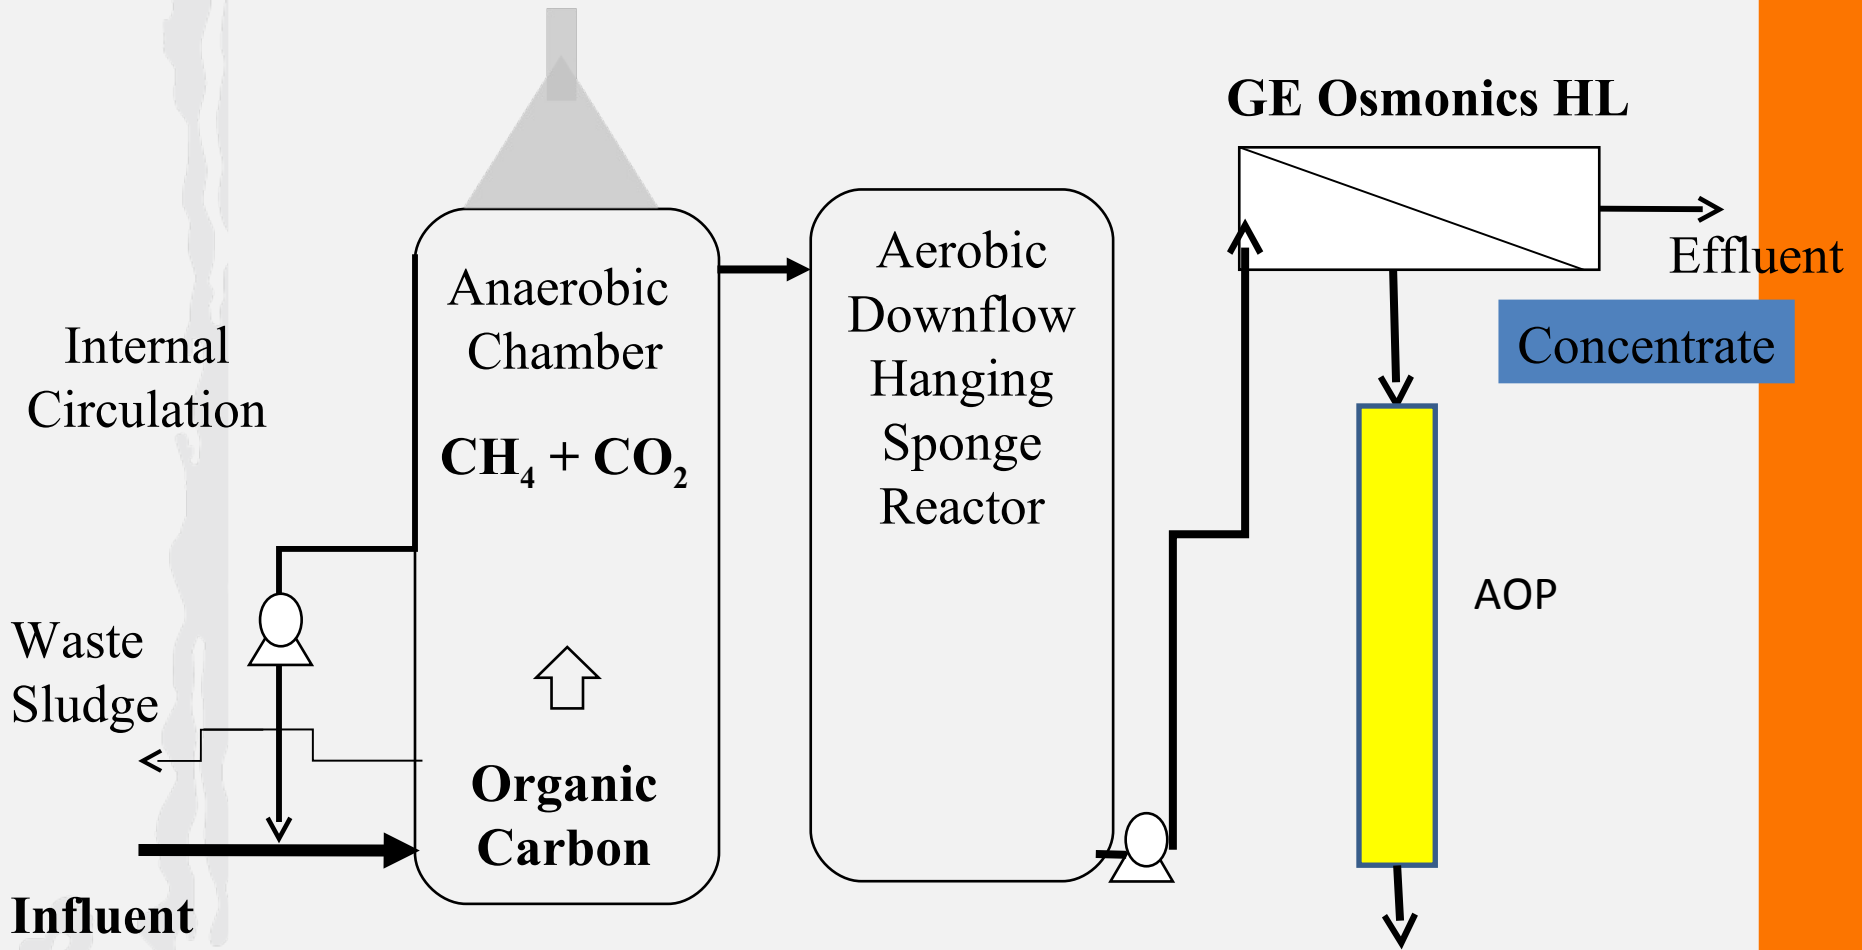 GE Osmonics HL
Effluent
Concentrate
Aerobic
Downflow
Hanging
Sponge
Reactor
Anaerobic
Chamber
CH₄ + CO₂
Internal
Circulation
AOP
Waste
Sludge
Organic
Carbon
Influent